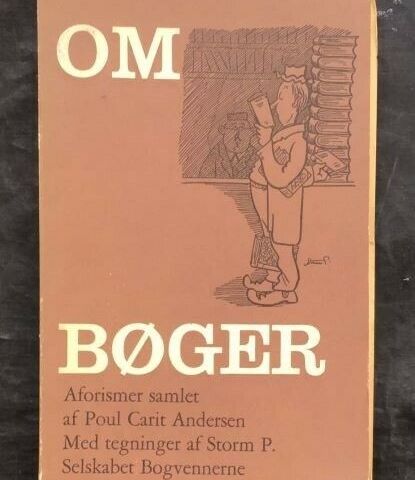 OM
BØGER
Aforismer samlet
af Poul Carit Andersen
Med tegninger af Storm P.
Selskabet Bogvennerne